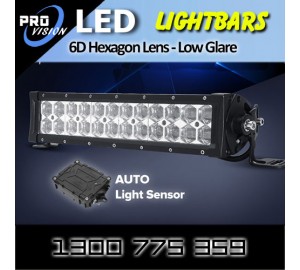 PRO VISION LED LIGHTBARS
6D Hexagon Lens - Low Glare
AUTO
Light Sensor
1300 775 359